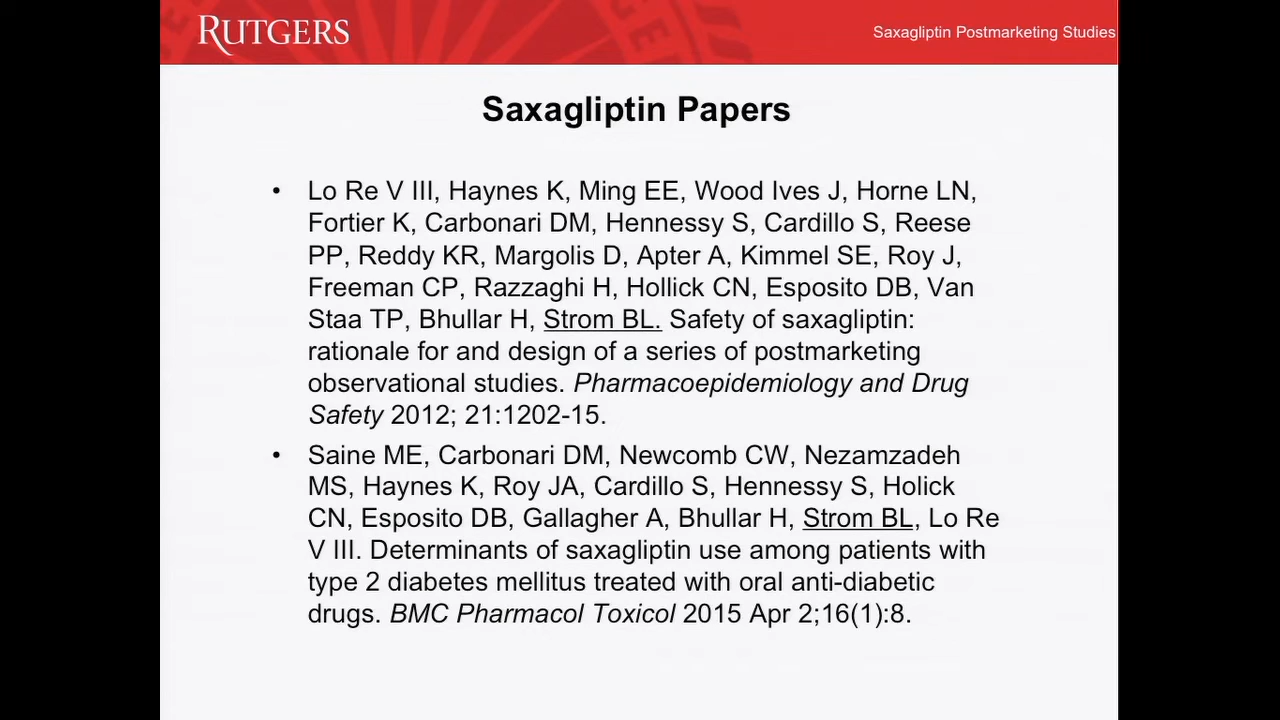 RUTGERS
Saxagliptin Postmarketing Studies
Saxagliptin Papers
• Lo Re V III, Haynes K, Ming EE, Wood Ives J, Horne LN,
Fortier K, Carbonari DM, Hennessy S, Cardillo S, Reese
PP, Reddy KR, Margolis D, Apter A, Kimmel SE, Roy J,
Freeman CP, Razzaghi H, Hollick CN, Esposito DB, Van
Staa TP, Bhullar H, Strom BL. Safety of saxagliptin:
rationale for and design of a series of postmarketing
observational studies. Pharmacoepidemiology and Drug
Safety 2012; 21:1202-15.
• Saine ME, Carbonari DM, Newcomb CW, Nezamzadeh
MS, Haynes K, Roy JA, Cardillo S, Hennessy S, Holick
CN, Esposito DB, Gallagher A, Bhullar H, Strom BL, Lo Re
V III. Determinants of saxagliptin use among patients with
type 2 diabetes mellitus treated with oral anti-diabetic
drugs. BMC Pharmacol Toxicol 2015 Apr 2;16(1):8.